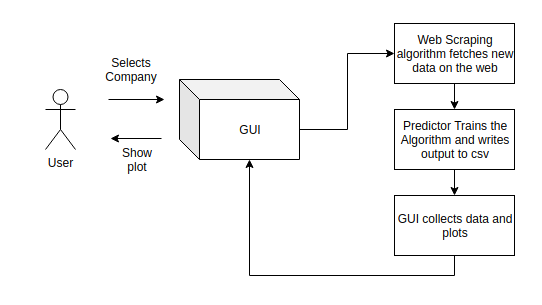 Selects
Company
Show
plot
User
GUI
Web Scraping
algorithm fetches new
data on the web
Predictor Trains the
Algorithm and writes
output to csv
GUI collects data and
plots